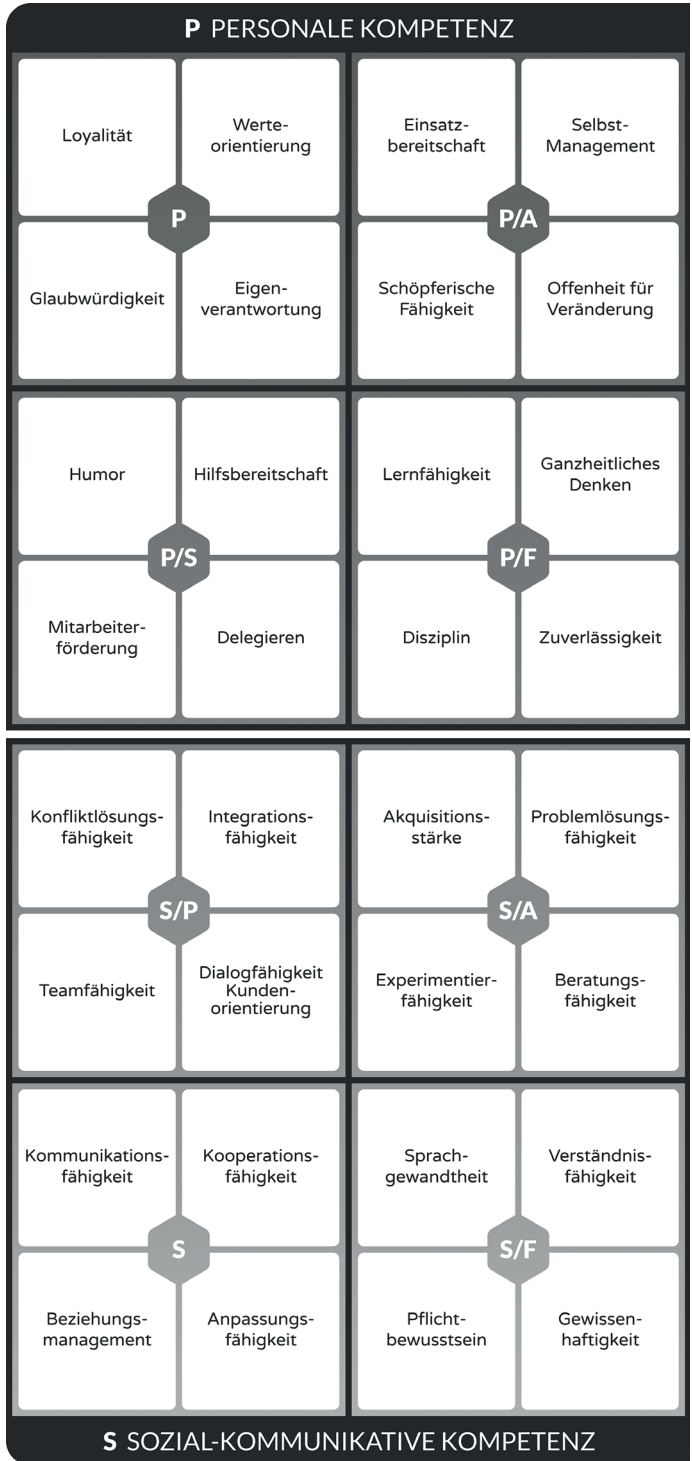 P PERSONALE KOMPETENZ
Loyalität
Werte-
orientierung
P
Glaubwürdigkeit
Eigen-
verantwortung
Einsatz-
bereitschaft
Selbst-
Management
P/A
Schöpferische
Fähigkeit
Offenheit für
Veränderung
Humor
Hilfsbereitschaft
P/S
Mitarbeiter-
förderung
Delegieren
Lernfähigkeit
Ganzheitliches
Denken
P/F
Disziplin
Zuverlässigkeit
Konfliktlösungs-
fähigkeit
Integrations-
fähigkeit
S/P
Teamfähigkeit
Dialogfähigkeit
Kunden-
orientierung
Akquisitions-
stärke
Problemlösungs-
fähigkeit
S/A
Experimentier-
fähigkeit
Beratungs-
fähigkeit
Kommunikations-
fähigkeit
Kooperations-
fähigkeit
S
Beziehungs-
management
Anpassungs-
fähigkeit
Sprach-
gewandtheit
Verständnis-
fähigkeit
S/F
Pflicht-
bewusstsein
Gewissen-
haftigkeit
S SOZIAL-KOMMUNIKATIVE KOMPETENZ